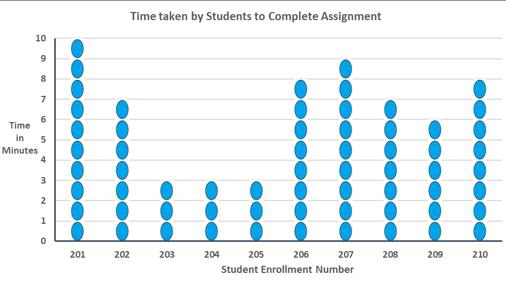 Time taken by Students to Complete Assignment
10
9
8
7
6
5
4
3
2
1
0
Time
in
Minutes
201 202 203 204 205 206 207 208 209 210
Student Enrollment Number